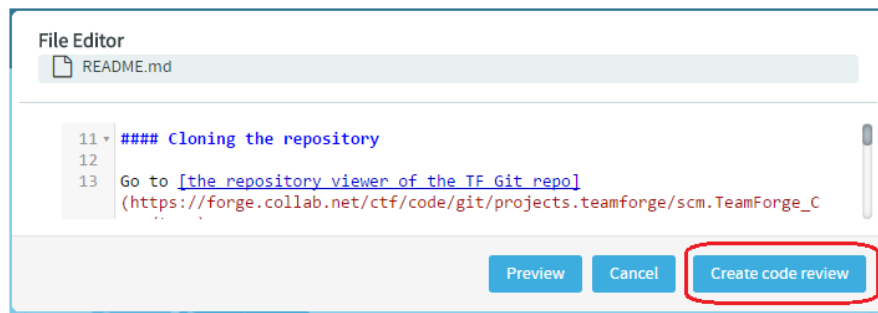 File Editor
README.md
11 #### Cloning the repository
12
13 Go to [the repository viewer of the TF Git repo]
(https://forge.collab.net/ctf/code/git/projects.teamforge/scm.TeamForge_C
Preview Cancel Create code review